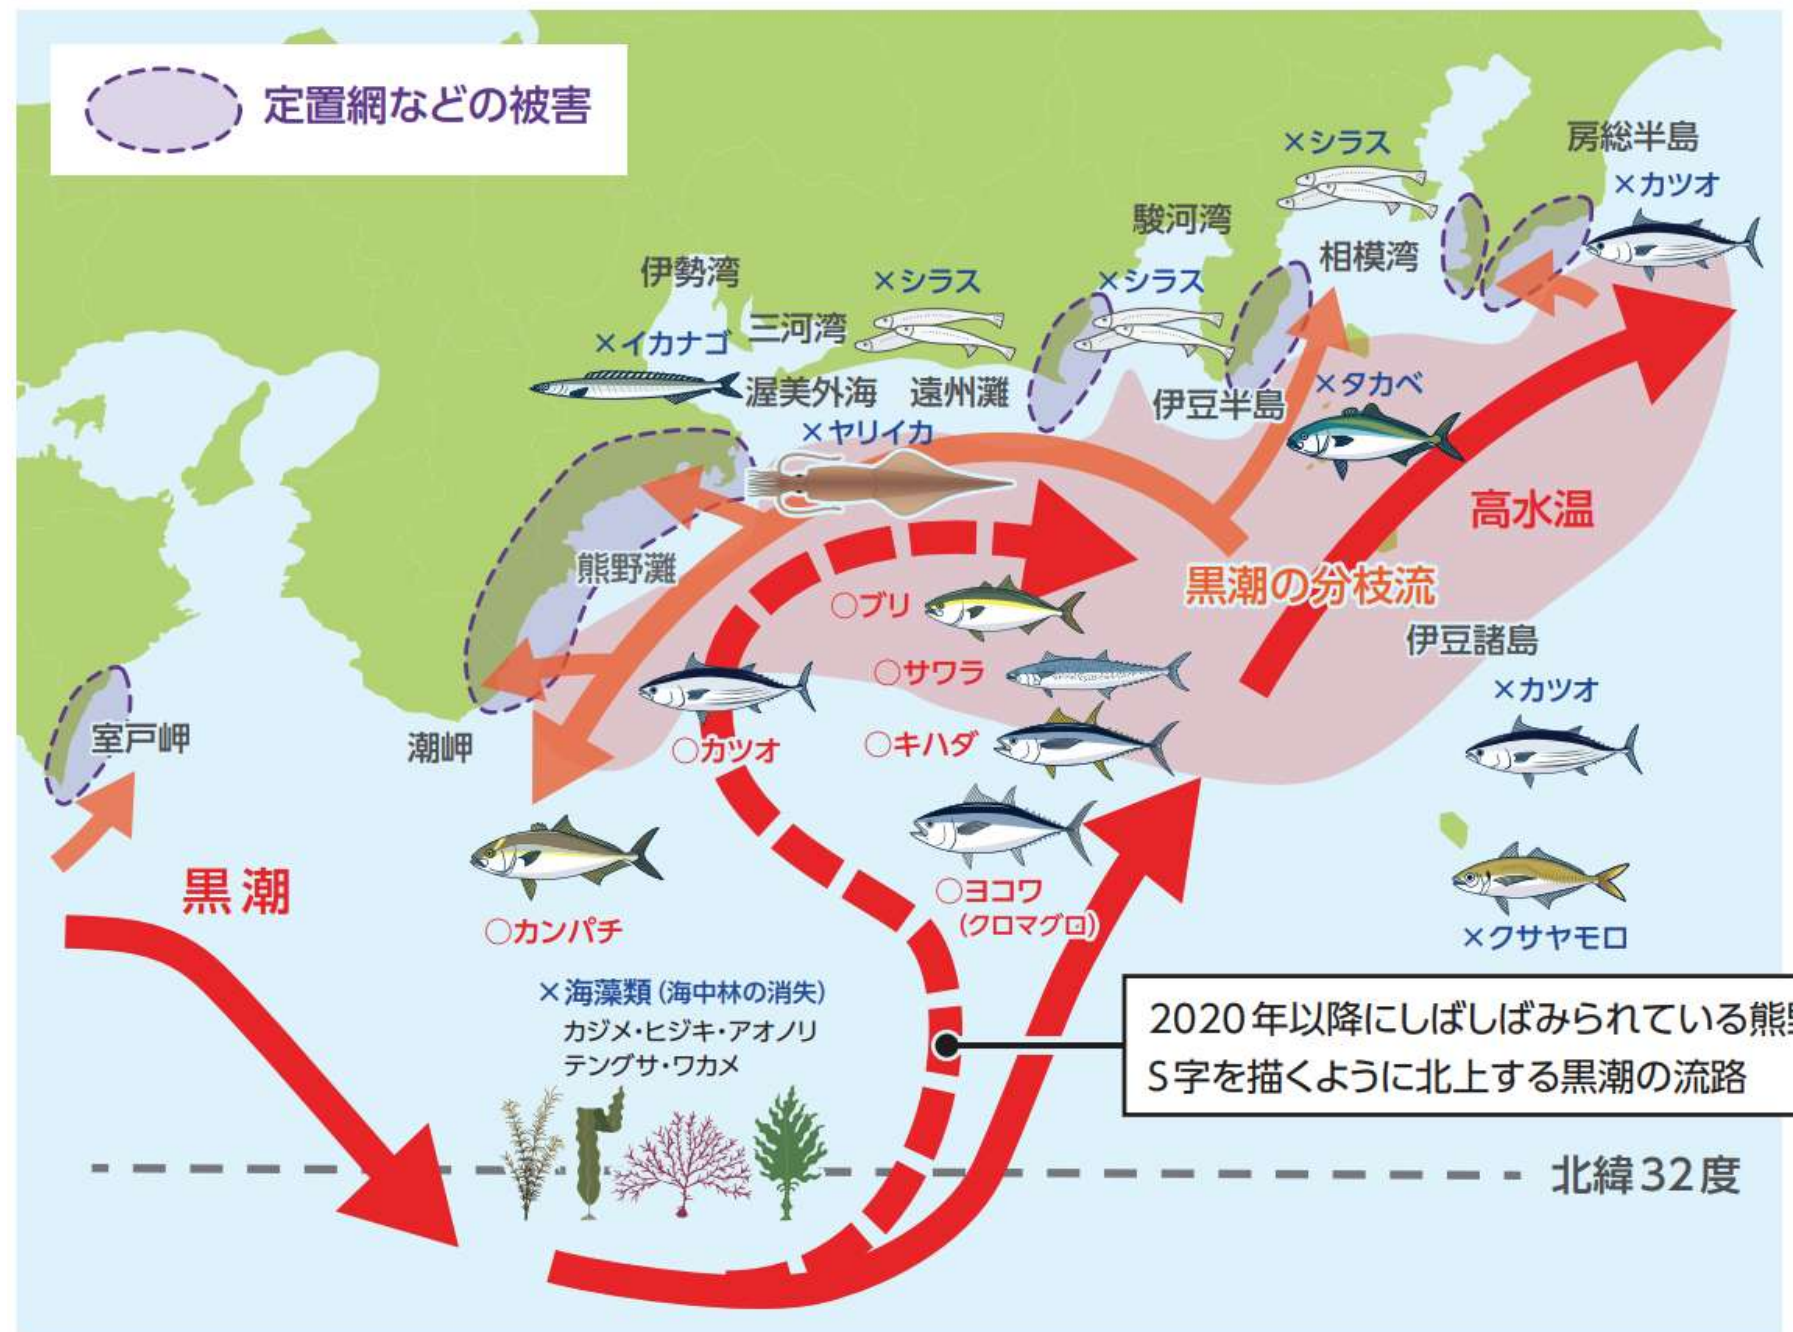 定置網などの被害
×シラス
房総半島
×カツオ
駿河湾
相模湾
伊勢湾
×シラス
×シラス
×イカナゴ
三河湾
渥美外海
遠州灘
伊豆半島
×タカベ
×ヤリイカ
高水温
熊野灘
黒潮の分枝流
○ブリ
伊豆諸島
○サワラ
×カツオ
室戸岬
潮岬
○カツオ
○キハダ
黒潮
○ヨコワ
(クロマグロ)
○カンパチ
×クサヤモロ
×海藻類(海中林の消失)
カジメ・ヒジキ・アオノリ
テングサ・ワカメ
2020年以降にしばしばみられている熊
S字を描くように北上する黒潮の流路
北緯32度